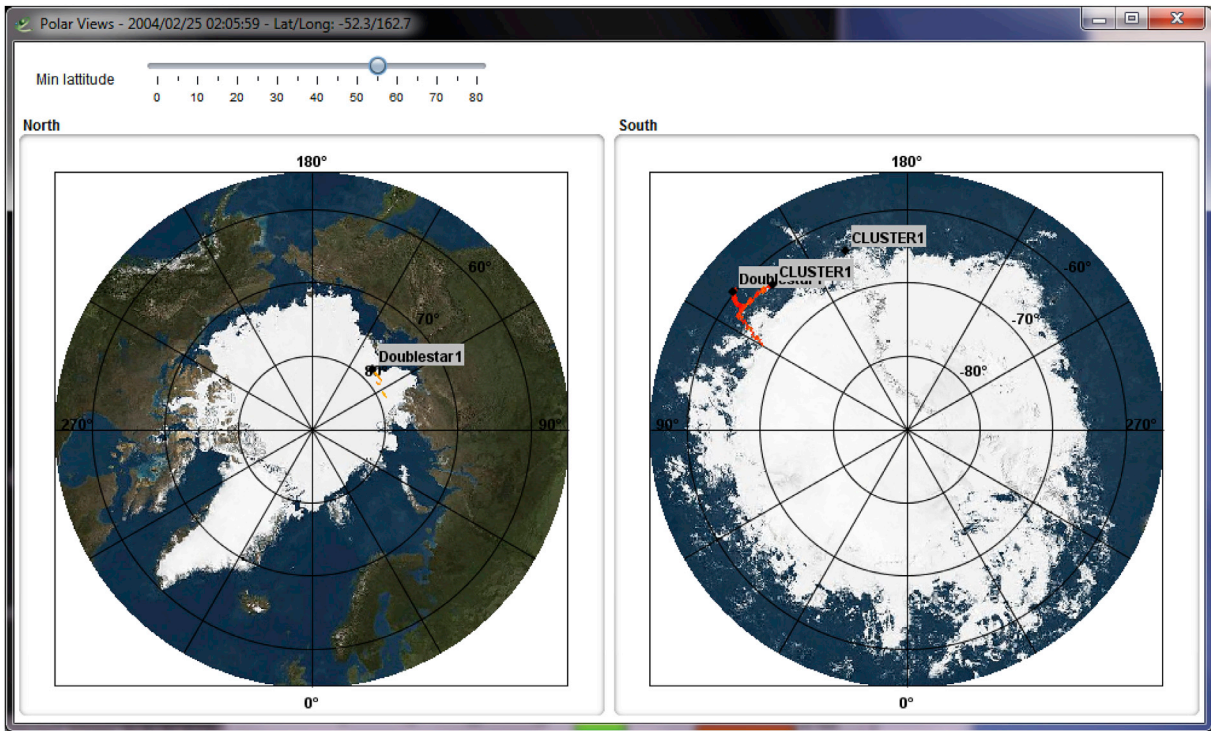 Polar Views - 2004/02/25 02:05:59 - Lat/Long: -52.3/162.7
Min lattitude
0 10 20 30 40 50 60 70 80
North
South
180°
180°
CLUSTER1
60°
-60°
CLUSTER1
70°
-70°
Doublestar1
-80°
270°
90°
90°
270°
0°
0°